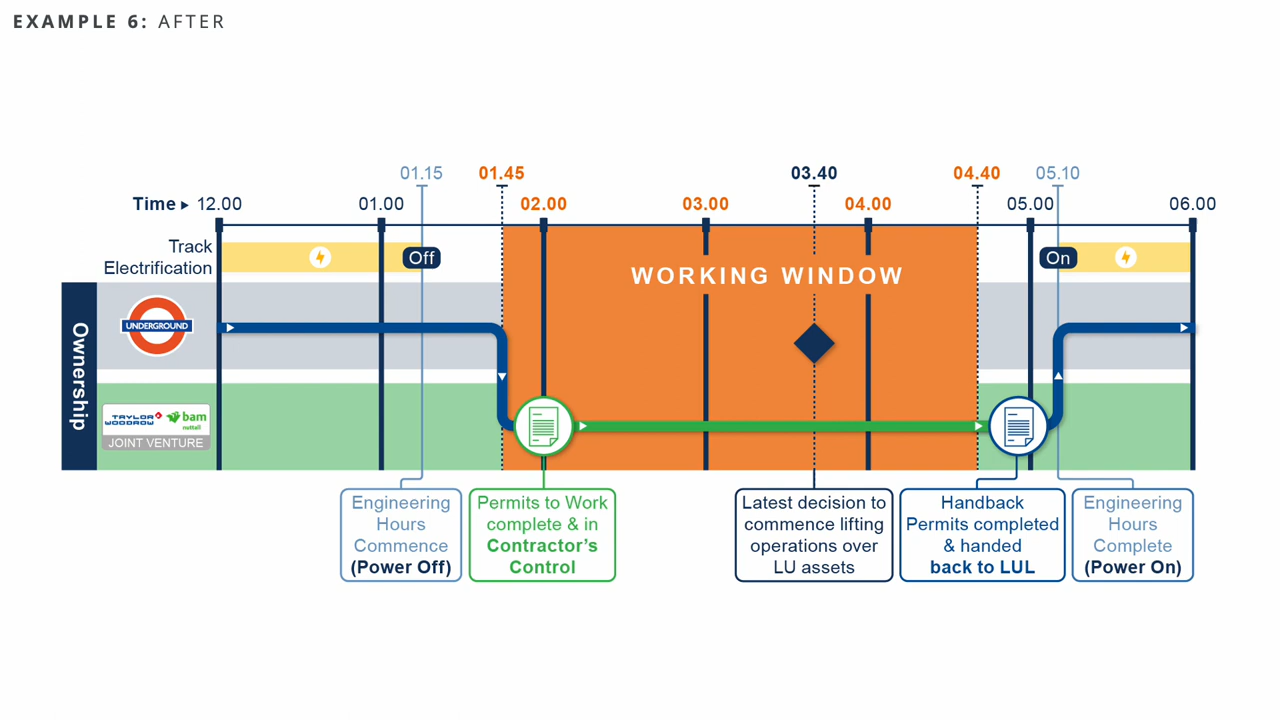 EXAMPLE 6: AFTER
01.15
01.45
03.40
04.40
05.10
Time
12.00
01.00
02.00
03.00
04.00
05.00
06.00
Track
Electrification
Off
On
WORKING WINDOW
Ownership
UNDERGROUND
TAYLOR
WOODROW
bam
nuttall
JOINT VENTURE
Engineering
Hours
Commence
(Power Off)
Permits to Work
complete & in
Contractor's
Control
Latest decision to
commence lifting
operations over
LU assets
Handback
Permits completed
& handed
back to LUL
Engineering
Hours
Complete
(Power On)